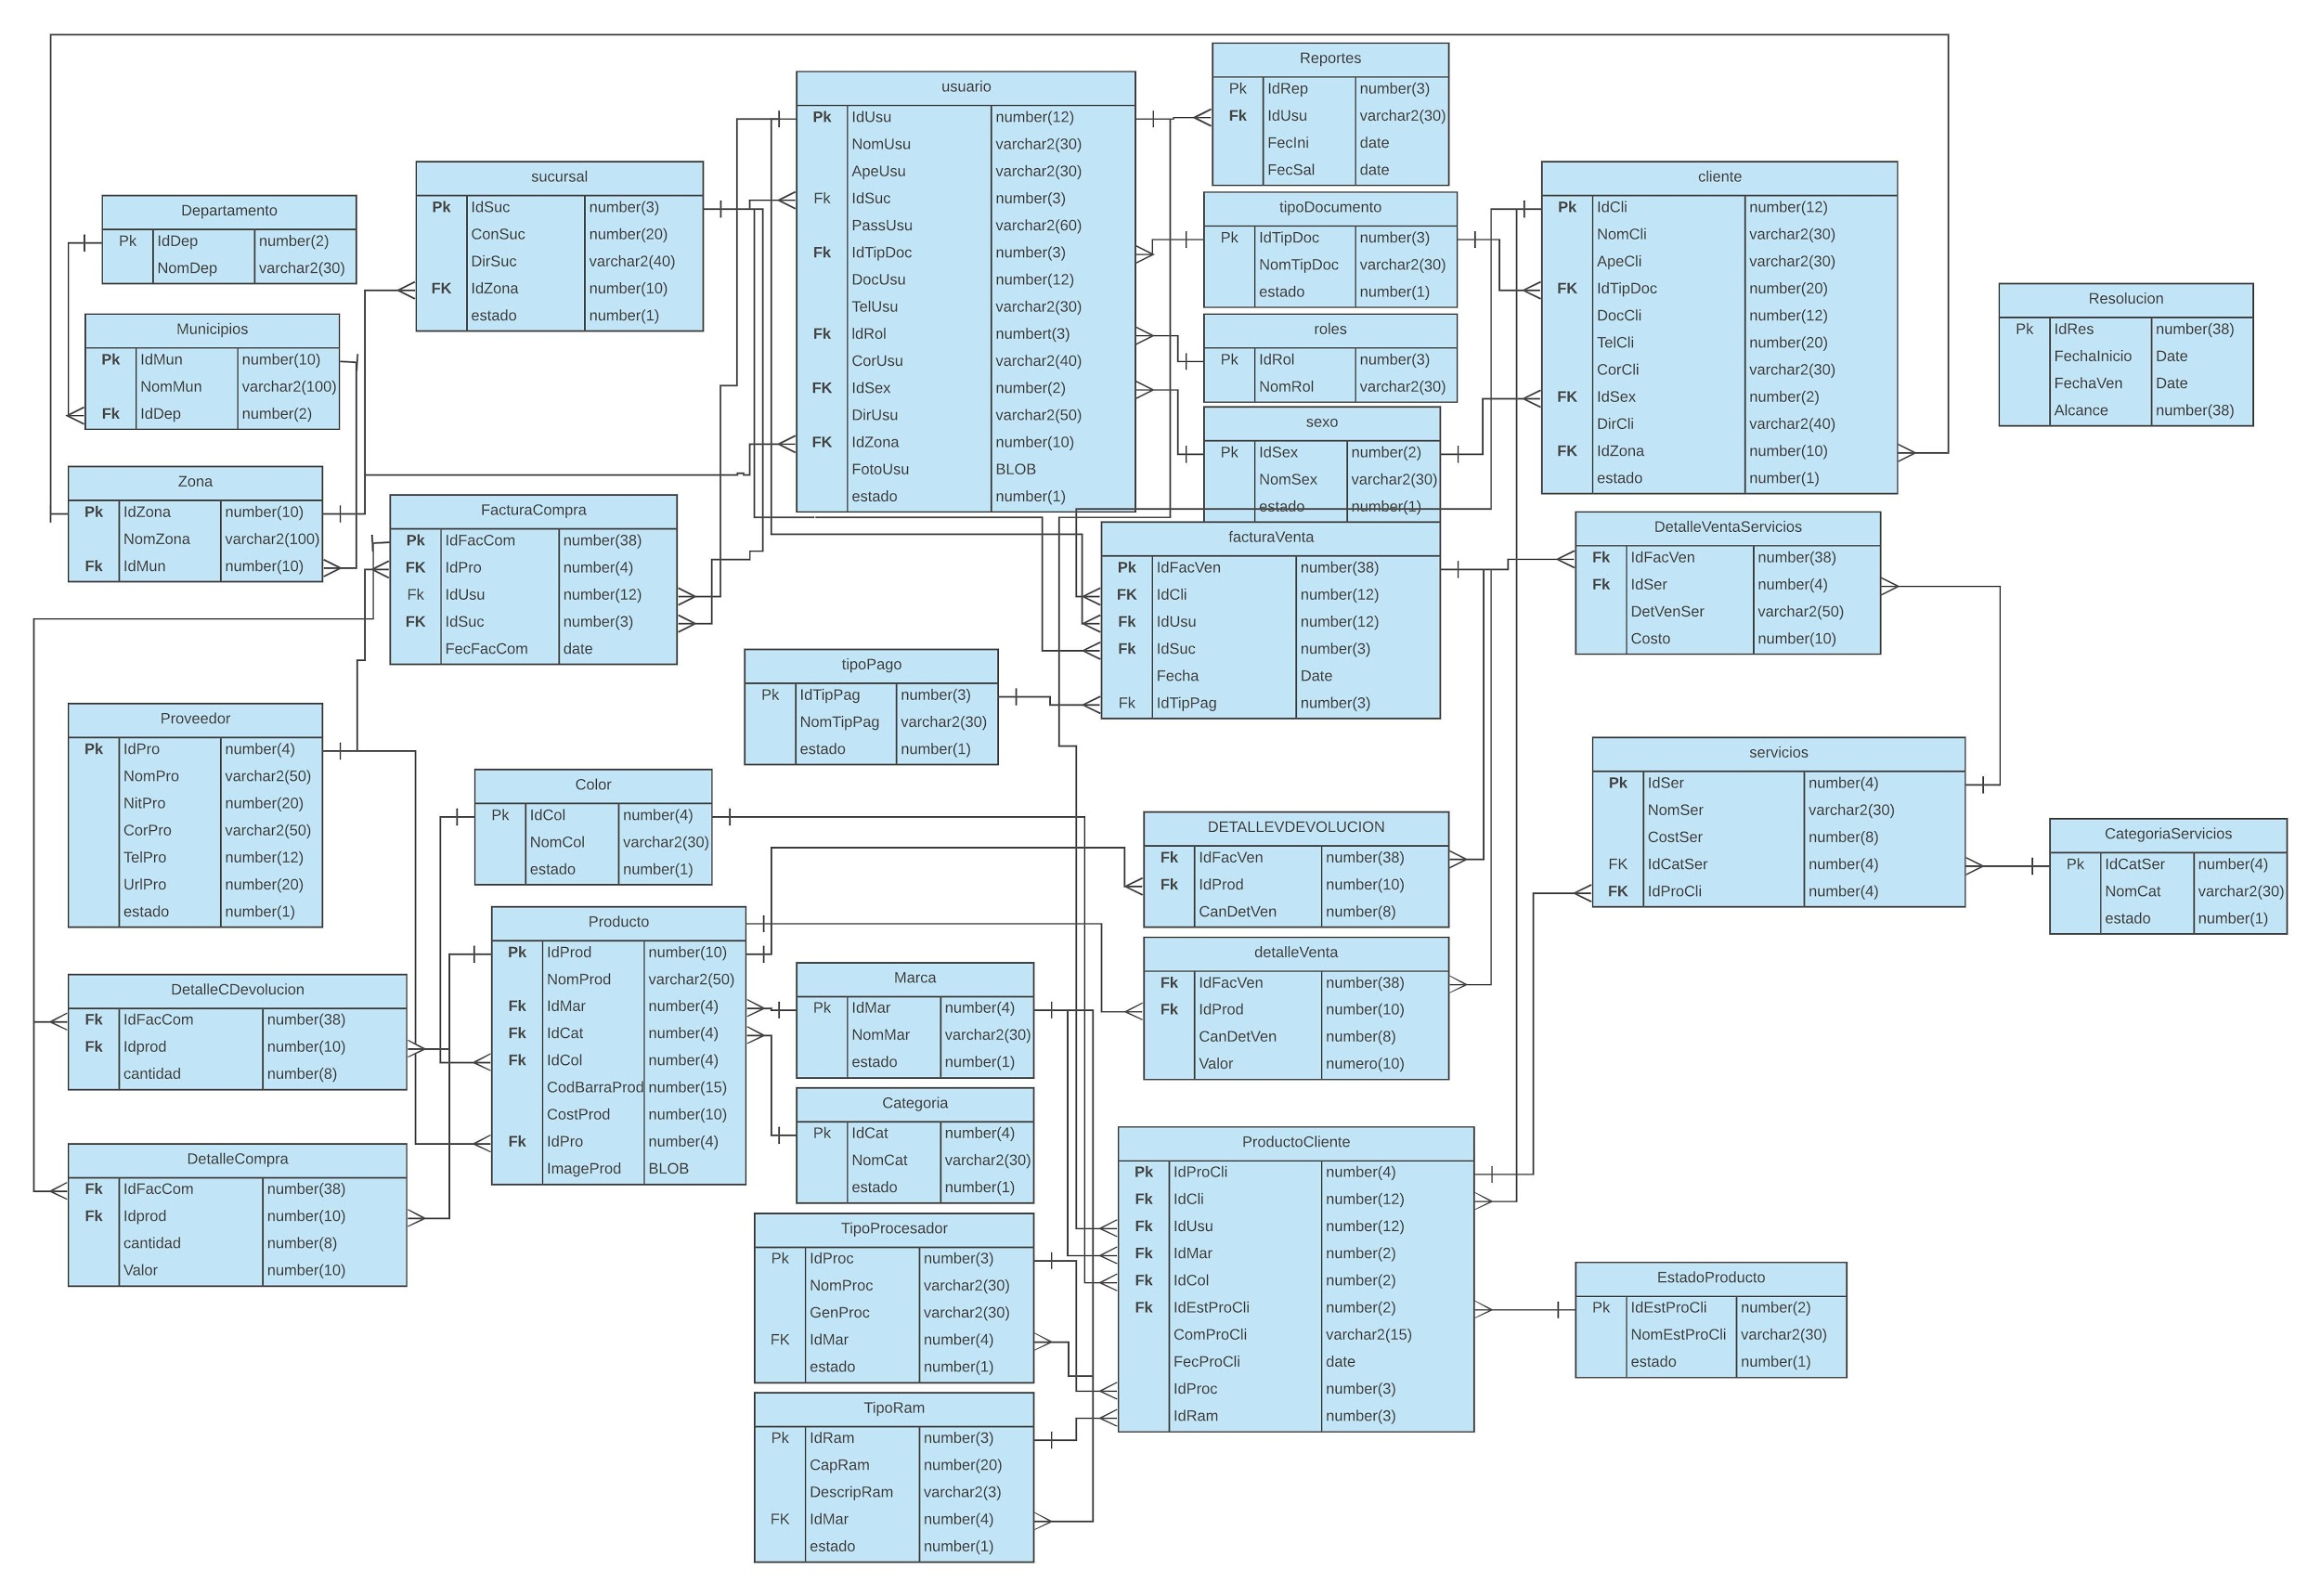 Reportes
Pk IdRep number(3)
Fk IdUsu varchar2(30)
FecIni date
FecSal date
usuario
Pk IdUsu number(12)
NomUsu varchar2(30)
ApeUsu varchar2(30)
Fk IdSuc number(3)
PassUsu varchar2(60)
Fk IdTipDoc number(3)
DocUsu number(12)
TelUsu varchar2(30)
Fk ldRol numbert(3)
CorUsu varchar2(40)
FK IdSex number(2)
DirUsu varchar2(50)
FK IdZona number(10)
FotoUsu BLOB
estado number(1)
sucursal
Pk IdSuc number(3)
ConSuc number(20)
DirSuc varchar2(40)
FK IdZona number(10)
estado number(1)
Departamento
Pk IdDep number(2)
NomDep varchar2(30)
Municipios
Pk IdMun number(10)
NomMun varchar2(100)
Fk IdDep number(2)
Zona
Pk IdZona number(10)
NomZona varchar2(100)
Fk IdMun number(10)
tipoDocumento
Pk IdTipDoc number(3)
NomTipDoc varchar2(30)
estado number(1)
roles
Pk IdRol number(3)
NomRol varchar2(30)
sexo
Pk IdSex number(2)
NomSex varchar2(30)
estado number(1)
cliente
Pk IdCli number(12)
NomCli varchar2(30)
ApeCli varchar2(30)
FK IdTipDoc number(20)
DocCli number(12)
TelCli number(20)
CorCli varchar2(30)
FK IdSex number(2)
DirCli varchar2(40)
FK IdZona number(10)
estado number(1)
Resolucion
Pk IdRes number(38)
FechaInicio Date
FechaVen Date
Alcance number(38)
FacturaCompra
Pk IdFacCom number(38)
FK IdPro number(4)
Fk IdUsu number(12)
FK IdSuc number(3)
FecFacCom date
facturaVenta
Pk IdFacVen number(38)
FK IdCli number(12)
Fk IdUsu number(12)
Fk IdSuc number(3)
Fecha Date
Fk IdTipPag number(3)
DetalleVentaServicios
Fk IdFacVen number(38)
Fk IdSer number(4)
DetVenSer varchar2(50)
Costo number(10)
tipoPago
Pk IdTipPag number(3)
NomTipPag varchar2(30)
estado number(1)
Proveedor
Pk IdPro number(4)
NomPro varchar2(50)
NitPro number(20)
CorPro varchar2(50)
TelPro number(12)
UrlPro number(20)
estado number(1)
Color
Pk IdCol number(4)
NomCol varchar2(30)
estado number(1)
servicios
Pk IdSer number(4)
NomSer varchar2(30)
CostSer number(8)
FK IdCatSer number(4)
FK IdProCli number(4)
CategoriaServicios
Pk IdCatSer number(4)
NomCat varchar2(30)
estado number(1)
DETALLEVDEVOLUCION
Fk IdFacVen number(38)
Fk IdProd number(10)
CanDetVen number(8)
Producto
Pk IdProd number(10)
NomProd varchar2(50)
Fk IdMar number(4)
Fk IdCat number(4)
Fk IdCol number(4)
CodBarraProd number(15)
CostProd number(10)
Fk IdPro number(4)
ImageProd BLOB
detalleVenta
Fk IdFacVen number(38)
Fk IdProd number(10)
CanDetVen number(8)
Valor numero(10)
Marca
Pk IdMar number(4)
NomMar varchar2(30)
estado number(1)
DetalleCDevolucion
Fk IdFacCom number(38)
Fk Idprod number(10)
cantidad number(8)
Categoria
Pk IdCat number(4)
NomCat varchar2(30)
estado number(1)
DetalleCompra
Fk IdFacCom number(38)
Fk Idprod number(10)
cantidad number(8)
Valor number(10)
ProductoCliente
Pk IdProCli number(4)
Fk IdCli number(12)
Fk IdUsu number(12)
Fk IdMar number(2)
Fk IdCol number(2)
Fk IdEstProCli number(2)
ComProCli varchar2(15)
FecProCli date
IdProc number(3)
IdRam number(3)
TipoProcesador
Pk IdProc number(3)
NomProc varchar2(30)
GenProc varchar2(30)
FK IdMar number(4)
estado number(1)
EstadoProducto
Pk IdEstProCli number(2)
NomEstProCli varchar2(30)
estado number(1)
TipoRam
Pk IdRam number(3)
CapRam number(20)
DescripRam varchar2(3)
FK IdMar number(4)
estado number(1)